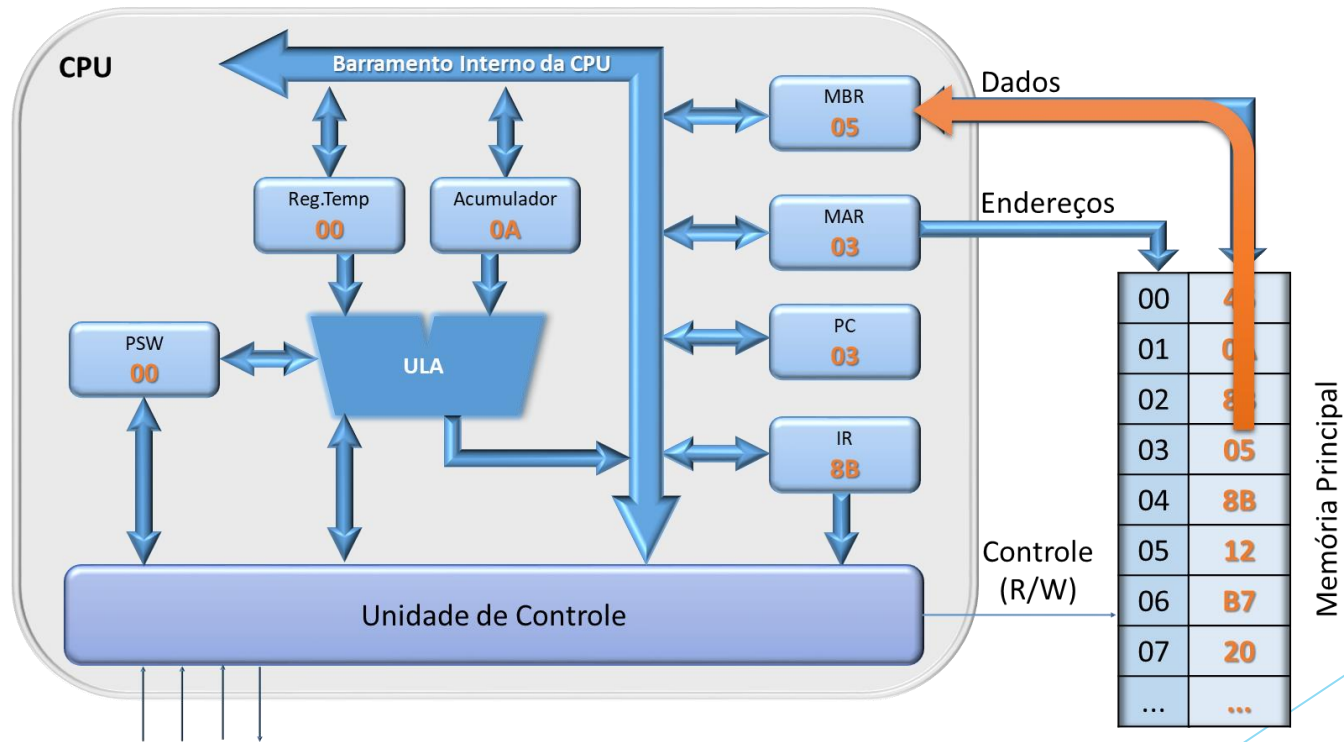 CPU
Barramento Interno da CPU
MBR
05
Dados
Reg.Temp
00
Acumulador
0A
MAR
03
Endereços
PSW
00
ULA
PC
03
IR
8B
Unidade de Controle
Controle
(R/W)
00
01
02
03 05
04 8B
05 12
06 B7
07 20
... ...
Memória Principal